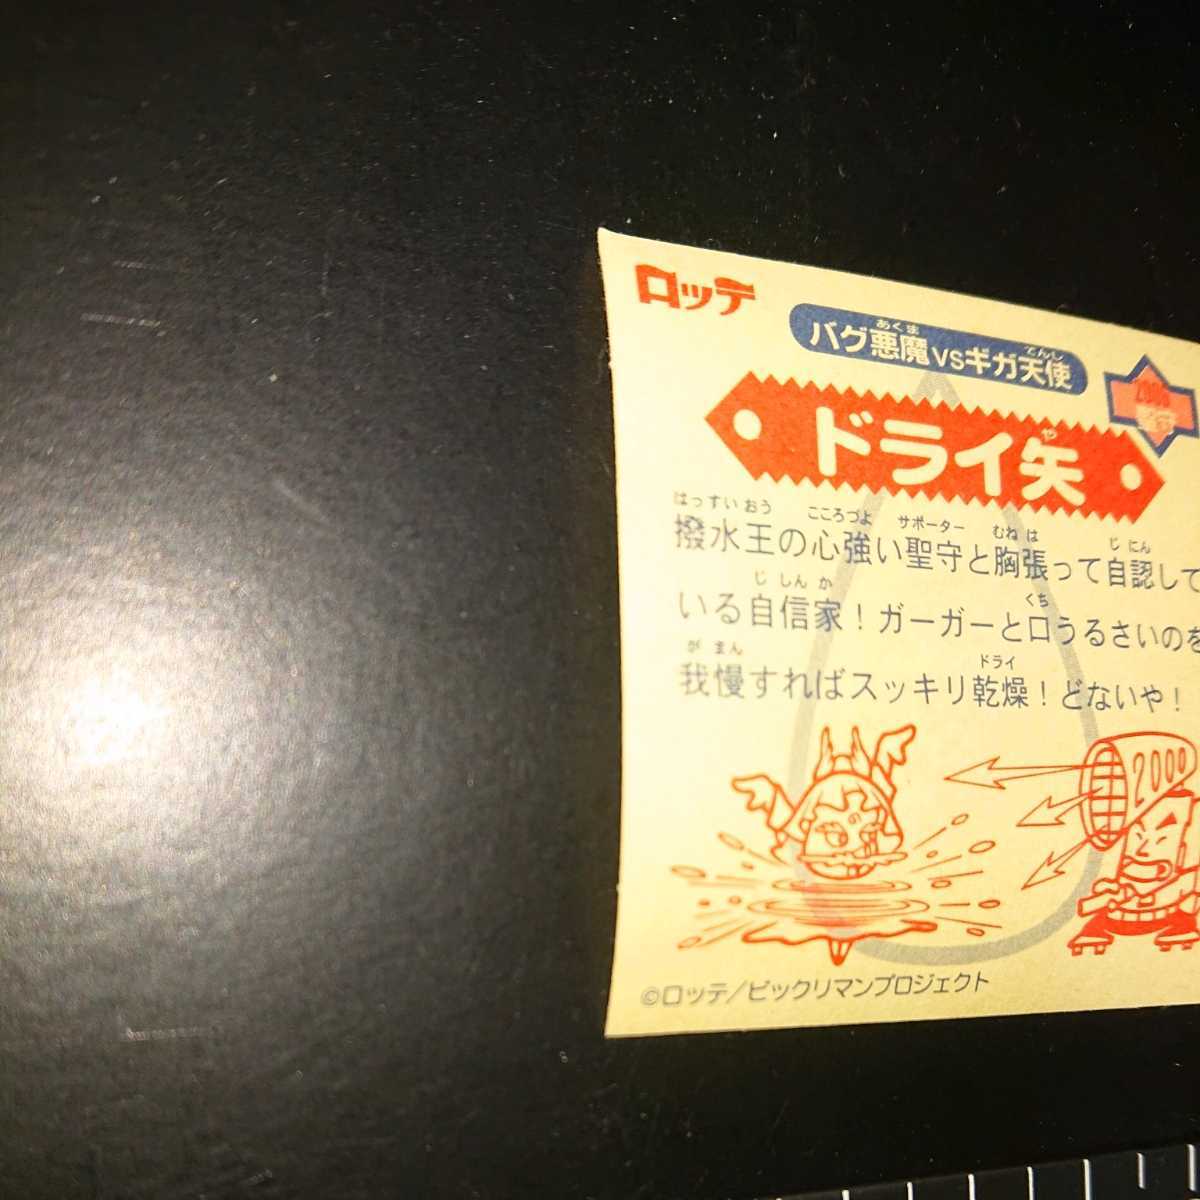 ロッテ
バグ悪魔あくまVSギガ天使てんし
2000
ドライ矢や
はっすいおう こころづよ サポーター むねは じにん
撥水王の心強い聖守と胸張って自認して
じしんか くち
いる自信家！ガーガーと口うるさいのを
がまん ドライ
我慢すればスッキリ乾燥！どないや！
2000
©ロッテ／ビックリマンプロジェクト